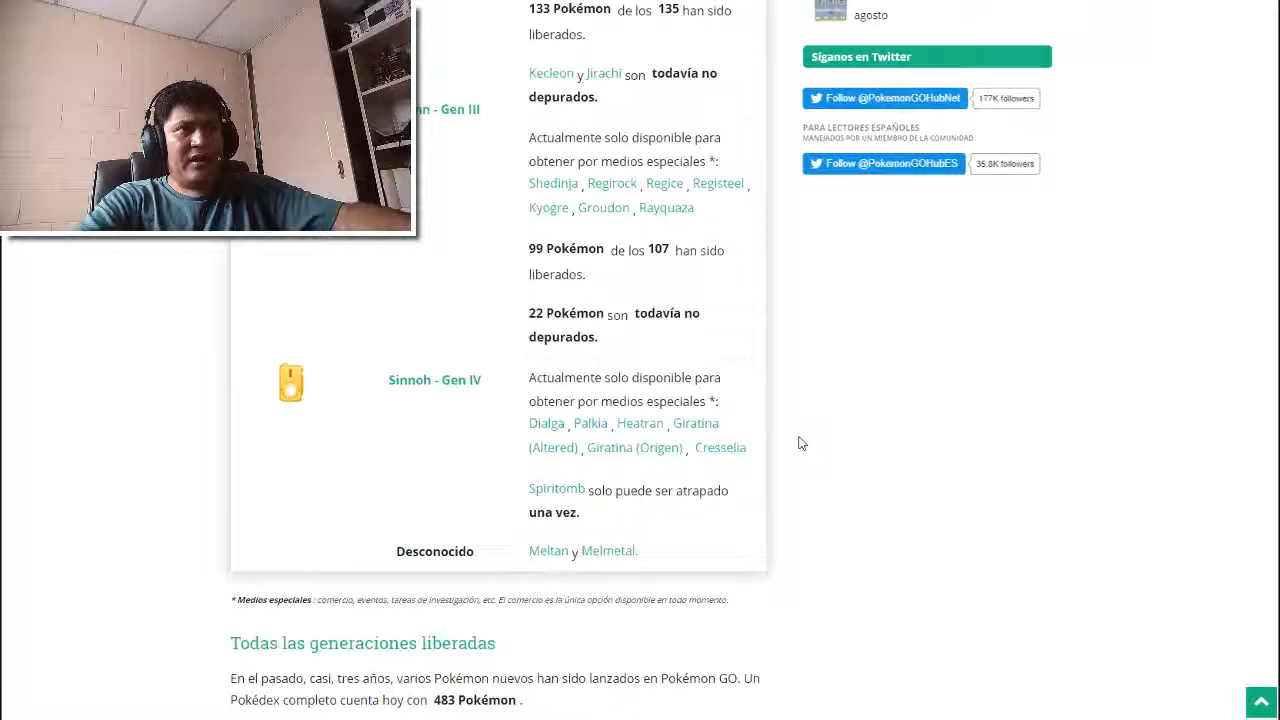 133 Pokémon de los 135 han sido
liberados.
Kecleon y Jirachi son todavía no
depurados.
nn - Gen III
Actualmente solo disponible para
obtener por medios especiales *:
Shedinja , Regirock , Regice , Registeel ,
Kyogre , Groudon , Rayquaza
99 Pokémon de los 107 han sido
liberados.
22 Pokémon son todavía no
depurados.
Sinnoh - Gen IV
Actualmente solo disponible para
obtener por medios especiales *:
Dialga , Palkia , Heatran , Giratina
(Altered) , Giratina (Origen) , Cresselia
Spiritomb solo puede ser atrapado
una vez.
Desconocido
Meltan y Melmetal.
* Medios especiales : comercio, eventos, tareas de investigación, etc. El comercio es la única opción disponible en todo momento.
Todas las generaciones liberadas
En el pasado, casi, tres años, varios Pokémon nuevos han sido lanzados en Pokémon GO. Un
Pokédex completo cuenta hoy con 483 Pokémon .
agosto
Síganos en Twitter
Follow @PokemonGOHubNet 177K followers
PARA LECTORES ESPAÑOLES
MANEJADOS POR UN MIEMBRO DE LA COMUNIDAD.
Follow @PokemonGOHubES 35.8K followers